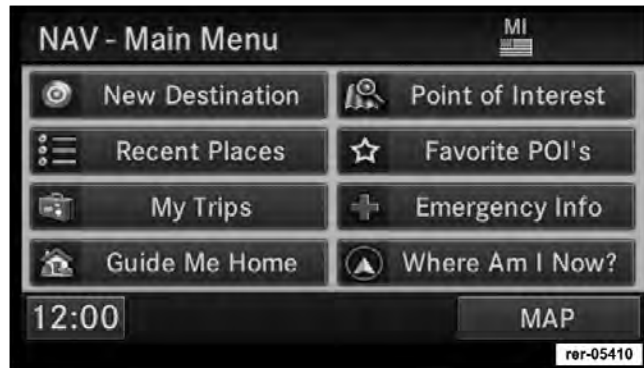 NAV - Main Menu
MI
New Destination
Point of Interest
Recent Places
Favorite POI's
My Trips
Emergency Info
Guide Me Home
Where Am I Now?
12:00
MAP
rer-05410